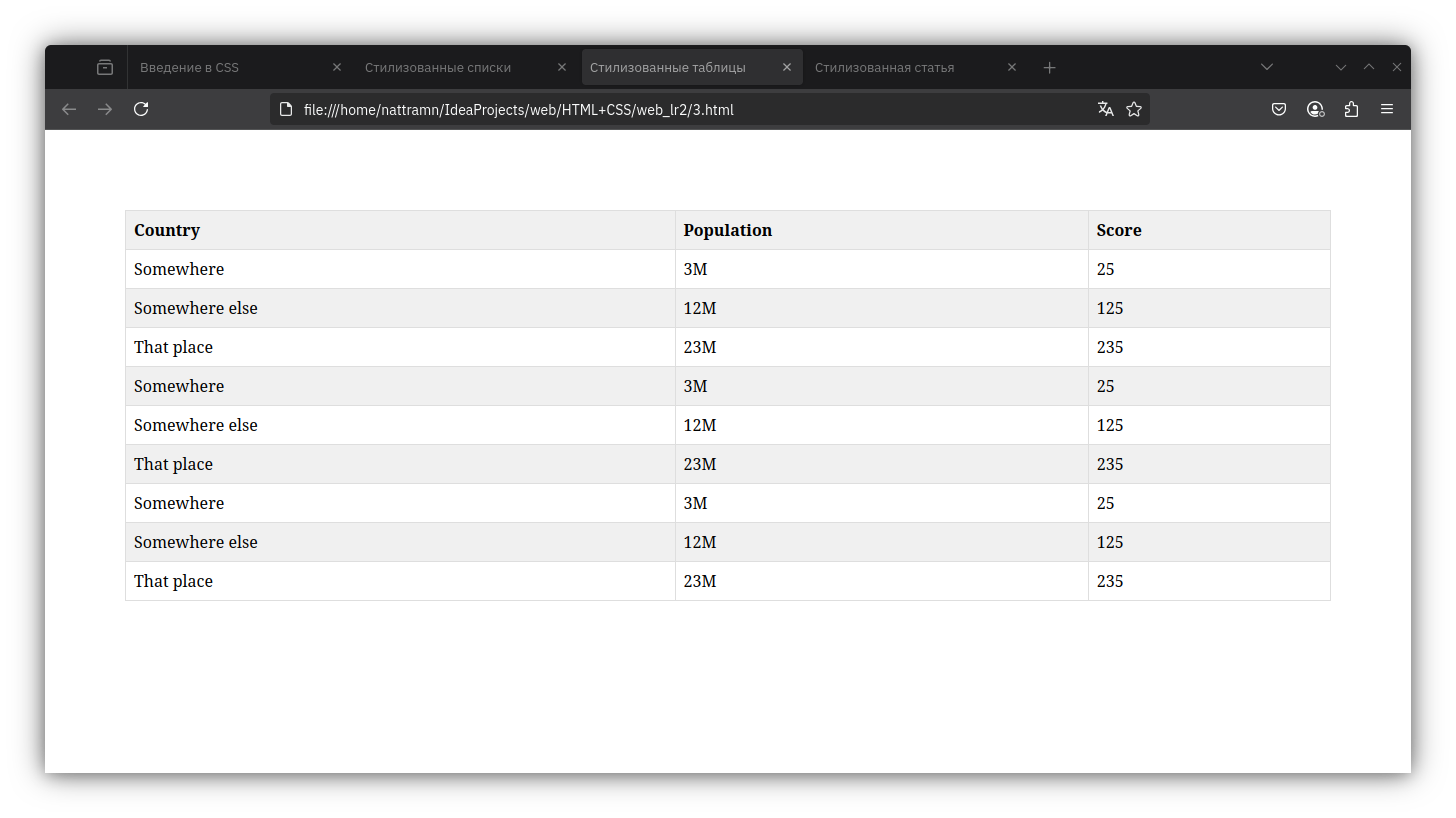 Введение в CSS Стилизованные списки Стилизованные таблицы Стилизованная статья
file:///home/nattramn/IdeaProjects/web/HTML+CSS/web_lr2/3.html
Country Population Score
Somewhere 3M 25
Somewhere else 12M 125
That place 23M 235
Somewhere 3M 25
Somewhere else 12M 125
That place 23M 235
Somewhere 3M 25
Somewhere else 12M 125
That place 23M 235